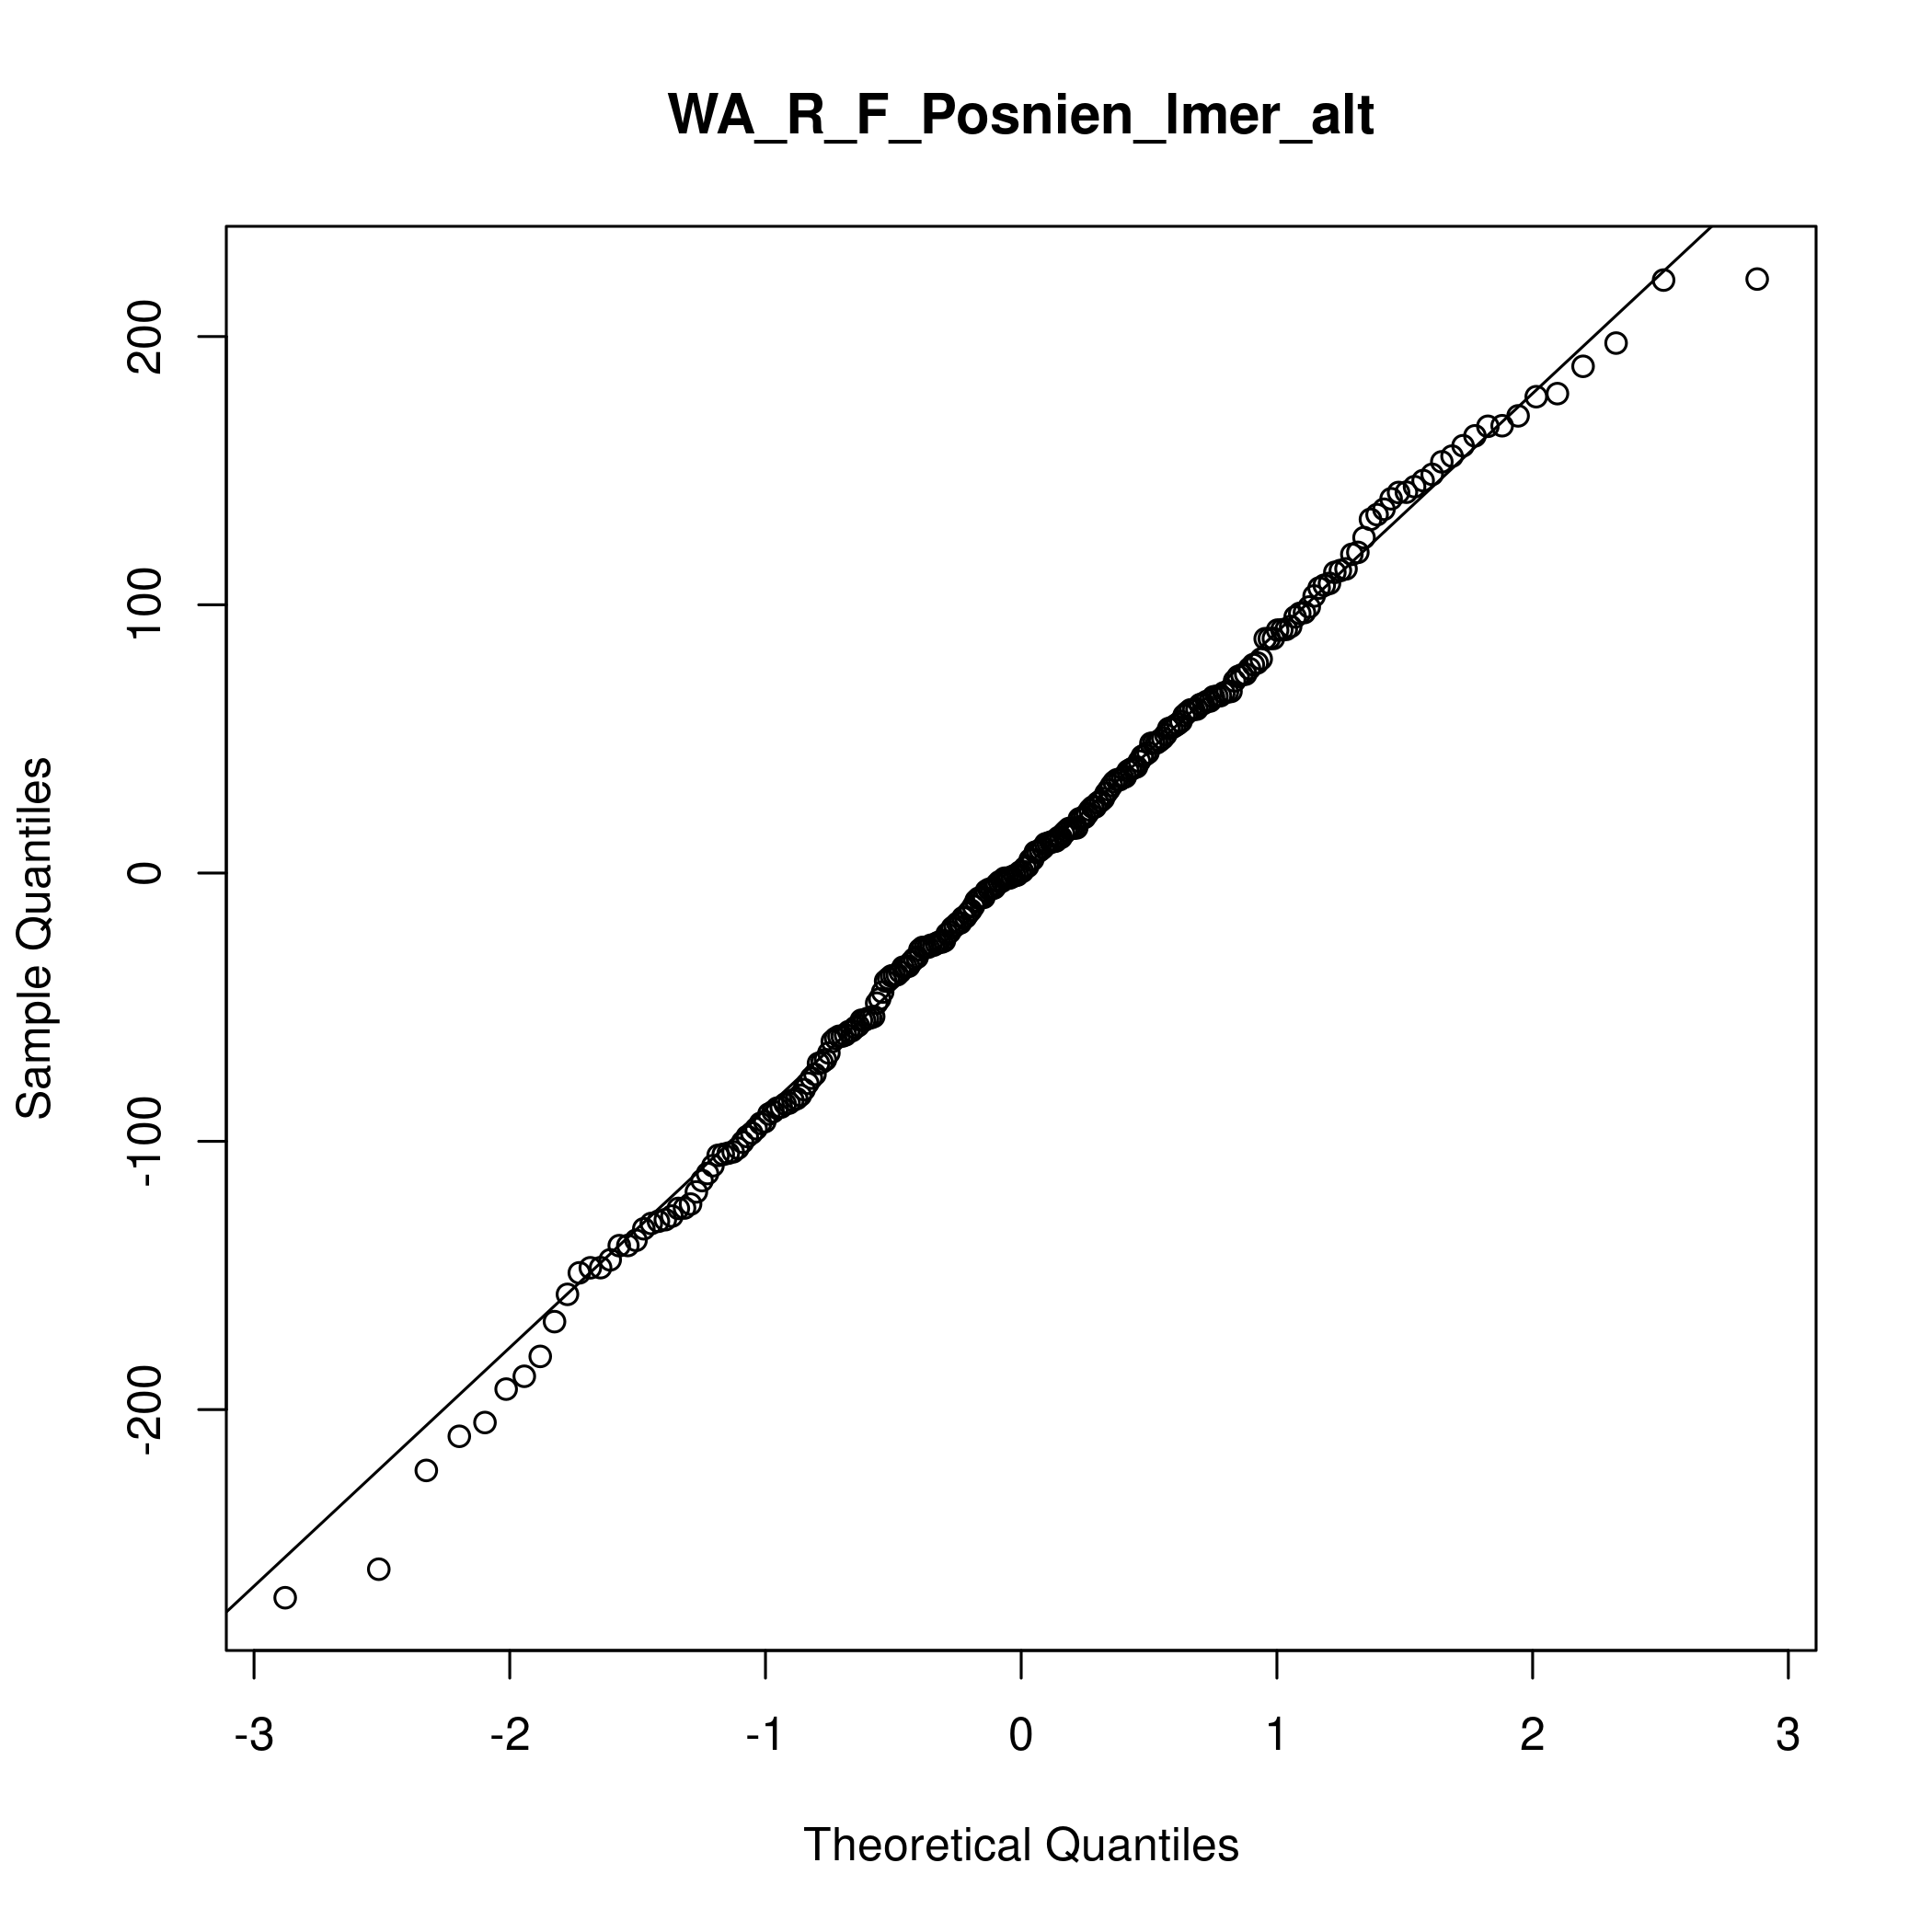 WA_R_F_Posnien_lmer_alt
Sample Quantiles
200
100
0
-100
-200
-3 -2 -1 0 1 2 3
Theoretical Quantiles